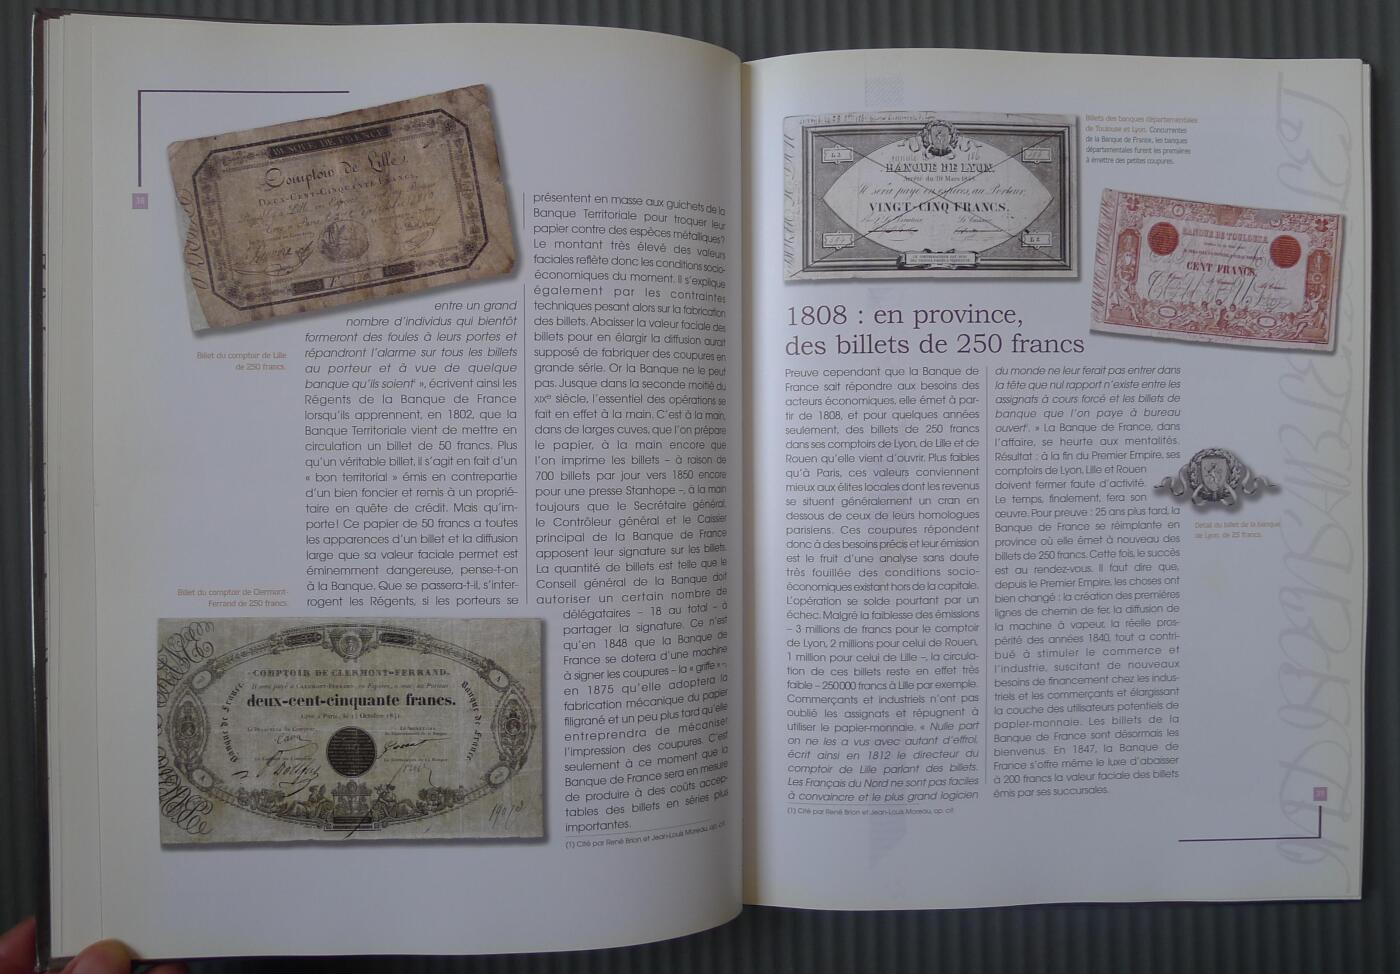 36
BANQUE DE FRANCE
Comptoir de Lille
DEUX-CENT-CINQUANTE FRANCS,
Billet du comptoir de Lille
de 250 francs.
entre un grand
nombre d'individus qui bientôt
formeront des foules à leurs portes et
répandront l'alarme sur tous les billets
au porteur et à vue de quelque
banque qu'ils soient¹ », écrivent ainsi les
Régents de la Banque de France
lorsqu'ils apprennent, en 1802, que la
Banque Territoriale vient de mettre en
circulation un billet de 50 francs. Plus
qu'un véritable billet, il s'agit en fait d'un
« bon territorial » émis en contrepartie
d'un bien foncier et remis à un proprié-
taire en quête de crédit. Mais qu'im-
porte ! Ce papier de 50 francs a toutes
les apparences d'un billet et la diffusion
large que sa valeur faciale permet est
éminemment dangereuse, pense-t-on
à la Banque. Que se passera-t-il, s'inter-
rogent les Régents, si les porteurs se
Billet du comptoir de Clermont-
Ferrand de 250 francs.
COMPTOIR DE CLERMONT-FERRAND.
Il sera payé à CLERMONT-FERRAND, en Espèces, à vue, au Porteur
deux-cent-cinquante francs.
Banque de France
Banque de France
présentent en masse aux guichets de la
Banque Territoriale pour troquer leur
papier contre des espèces métalliques?
Le montant très élevé des valeurs
faciales reflète donc les conditions socio-
économiques du moment. Il s'explique
également par les contraintes
techniques pesant alors sur la fabrication
des billets. Abaisser la valeur faciale des
billets pour en élargir la diffusion aurait
supposé de fabriquer des coupures en
grande série. Or la Banque ne le peut
pas. Jusque dans la seconde moitié du
XIXᵉ siècle, l'essentiel des opérations se
fait en effet à la main. C'est à la main,
dans de larges cuves, que l'on prépare
le papier, à la main encore que
l'on imprime les billets – à raison de
700 billets par jour vers 1850 encore
pour une presse Stanhope –, à la main
toujours que le Secrétaire général,
le Contrôleur général et le Caissier
principal de la Banque de France
apposent leur signature sur les billets.
La quantité de billets est telle que le
Conseil général de la Banque doit
autoriser un certain nombre de
délégataires – 18 au total – à
partager la signature. Ce n'est
qu'en 1848 que la Banque de
France se dotera d'une machine
à signer les coupures – la « griffe » –,
en 1875 qu'elle adoptera la
fabrication mécanique du papier
filigrané et un peu plus tard qu'elle
entreprendra de mécaniser
l'impression des coupures. C'est
seulement à ce moment que la
Banque de France sera en mesure
de produire à des coûts accep-
tables des billets en séries plus
importantes.
(1) Cité par René Brion et Jean-Louis Moreau, op. cit.
BANQUE DE LYON.
Il sera payé en espèces, au Porteur
VINGT-CINQ FRANCS.
Billets des banques départementales
de Toulouse et Lyon. Concurrentes
de la Banque de France, les banques
départementales furent les premières
à émettre des petites coupures.
BANQUE DE TOULOUSE.
CENT FRANCS.
1808 : en province,
des billets de 250 francs
Preuve cependant que la Banque de
France sait répondre aux besoins des
acteurs économiques, elle émet à par-
tir de 1808, et pour quelques années
seulement, des billets de 250 francs
dans ses comptoirs de Lyon, de Lille et de
Rouen qu'elle vient d'ouvrir. Plus faibles
qu'à Paris, ces valeurs conviennent
mieux aux élites locales dont les revenus
se situent généralement un cran en
dessous de ceux de leurs homologues
parisiens. Ces coupures répondent
donc à des besoins précis et leur émission
est le fruit d'une analyse sans doute
très fouillée des conditions socio-
économiques existant hors de la capitale.
L'opération se solde pourtant par un
échec. Malgré la faiblesse des émissions
– 3 millions de francs pour le comptoir
de Lyon, 2 millions pour celui de Rouen,
1 million pour celui de Lille –, la circula-
tion de ces billets reste en effet très
faible – 250000 francs à Lille par exemple.
Commerçants et industriels n'ont pas
oublié les assignats et répugnent à
utiliser le papier-monnaie. « Nulle part
on ne les a vus avec autant d'effroi,
écrit ainsi en 1812 le directeur du
comptoir de Lille parlant des billets.
Les Français du Nord ne sont pas faciles
à convaincre et le plus grand logicien
(1) Cité par René Brion et Jean-Louis Moreau, op. cit.
du monde ne leur ferait pas entrer dans
la tête que nul rapport n'existe entre les
assignats à cours forcé et les billets de
banque que l'on paye à bureau
ouvert¹. » La Banque de France, dans
l'affaire, se heurte aux mentalités.
Résultat : à la fin du Premier Empire, ses
comptoirs de Lyon, Lille et Rouen
doivent fermer faute d'activité.
Le temps, finalement, fera son
œuvre. Pour preuve : 25 ans plus tard, la
Banque de France se réimplante en
province où elle émet à nouveau des
billets de 250 francs. Cette fois, le succès
est au rendez-vous. Il faut dire que,
depuis le Premier Empire, les choses ont
bien changé : la création des premières
lignes de chemin de fer, la diffusion de
la machine à vapeur, la réelle pros-
périté des années 1840, tout a contri-
bué à stimuler le commerce et
l'industrie, suscitant de nouveaux
besoins de financement chez les indus-
triels et les commerçants et élargissant
la couche des utilisateurs potentiels de
papier-monnaie. Les billets de la
Banque de France sont désormais les
bienvenus. En 1847, la Banque de
France s'offre même le luxe d'abaisser
à 200 francs la valeur faciale des billets
émis par ses succursales.
Détail du billet de la banque
de Lyon, de 25 francs.
37